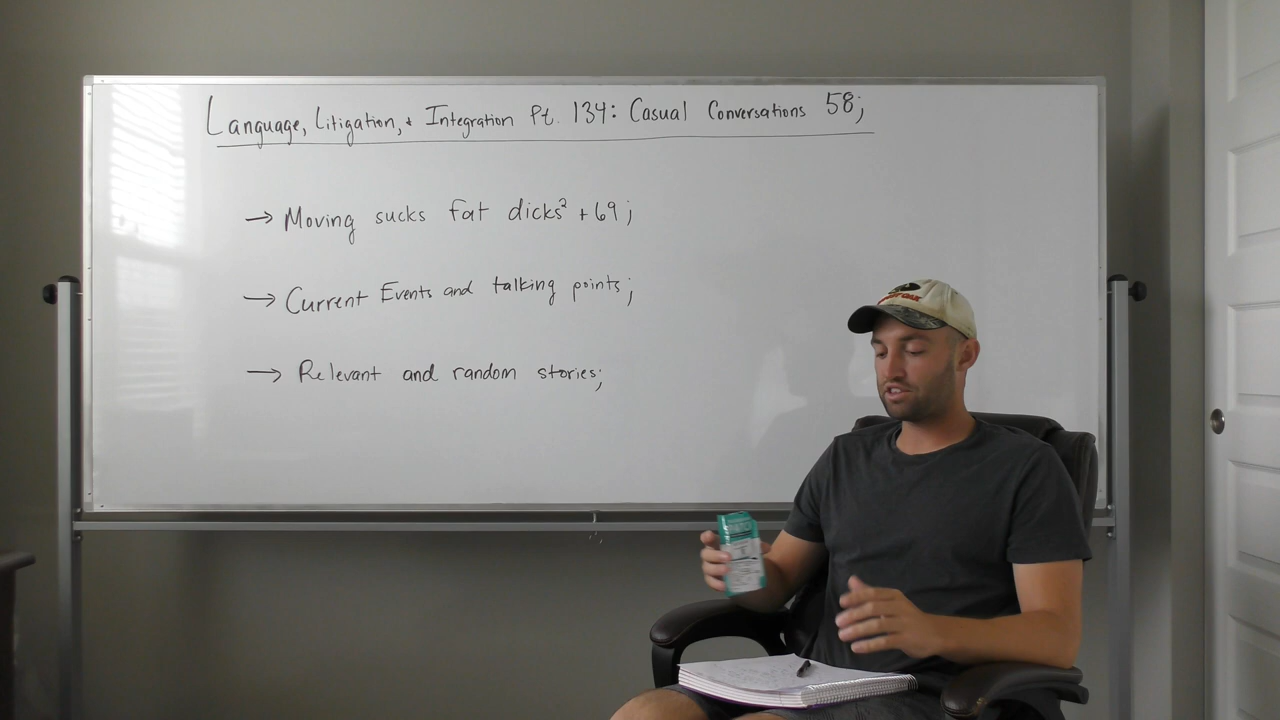 Language, Litigation, & Integration Pt. 134: Casual Conversations 58;
→ Moving sucks fat dicks² + 69;
→ Current Events and talking points;
→ Relevant and random stories;